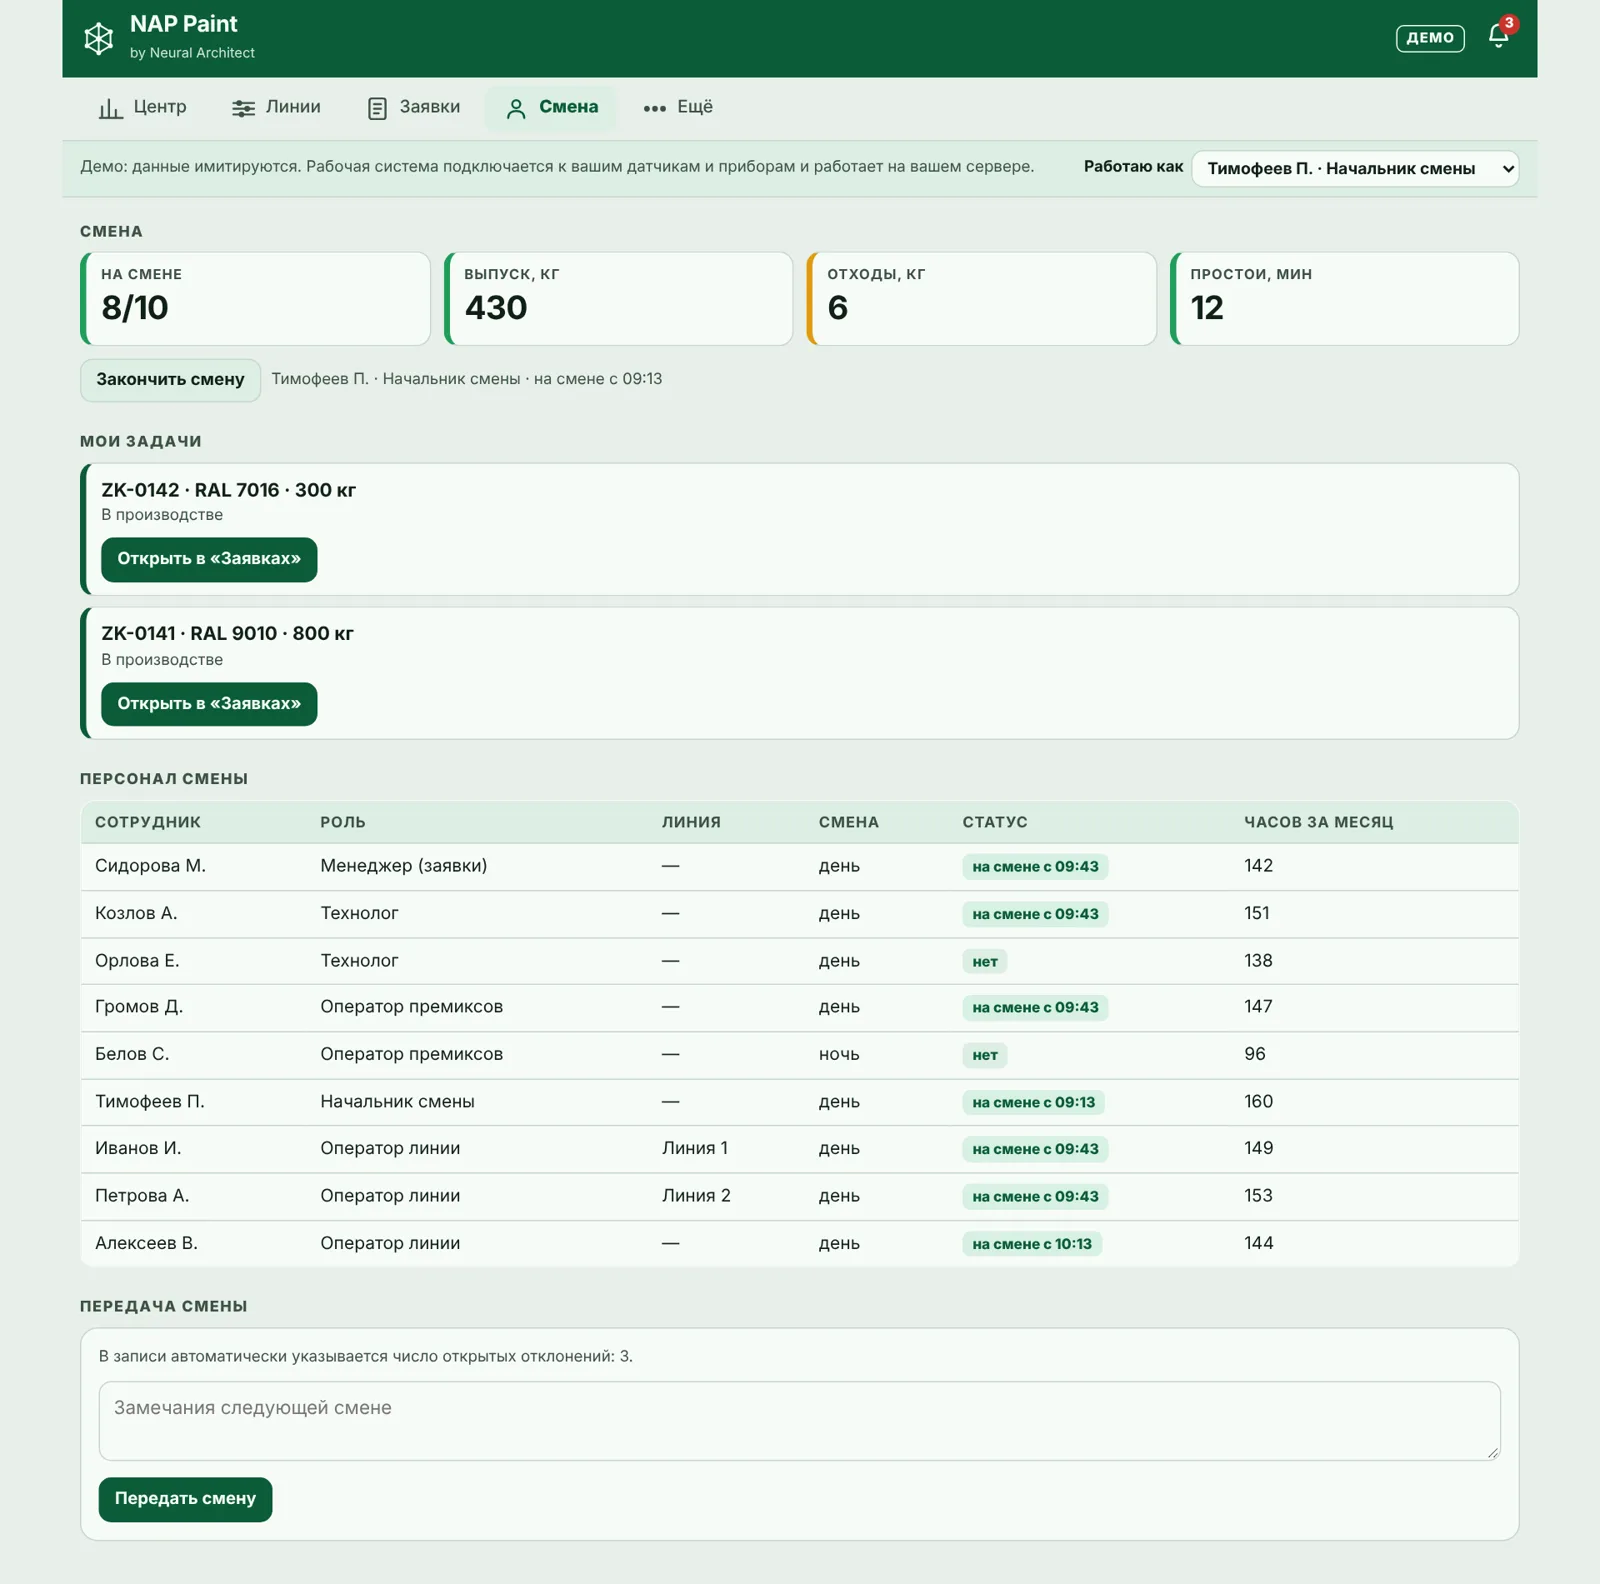 NAP Paint
by Neural Architect
ДЕМО
3
Центр
Линии
Заявки
Смена
Ещё
Демо: данные имитируются. Рабочая система подключается к вашим датчикам и приборам и работает на вашем сервере.
Работаю как
Тимофеев П. · Начальник смены
СМЕНА
НА СМЕНЕ
8/10
ВЫПУСК, КГ
430
ОТХОДЫ, КГ
6
ПРОСТОИ, МИН
12
Закончить смену
Тимофеев П. · Начальник смены · на смене с 09:13
МОИ ЗАДАЧИ
ZK-0142 · RAL 7016 · 300 кг
В производстве
Открыть в «Заявках»
ZK-0141 · RAL 9010 · 800 кг
В производстве
Открыть в «Заявках»
ПЕРСОНАЛ СМЕНЫ
СОТРУДНИК РОЛЬ ЛИНИЯ СМЕНА СТАТУС ЧАСОВ ЗА МЕСЯЦ
Сидорова М. Менеджер (заявки) — день на смене с 09:43 142
Козлов А. Технолог — день на смене с 09:43 151
Орлова Е. Технолог — день нет 138
Громов Д. Оператор премиксов — день на смене с 09:43 147
Белов С. Оператор премиксов — ночь нет 96
Тимофеев П. Начальник смены — день на смене с 09:13 160
Иванов И. Оператор линии Линия 1 день на смене с 09:43 149
Петрова А. Оператор линии Линия 2 день на смене с 09:43 153
Алексеев В. Оператор линии — день на смене с 10:13 144
ПЕРЕДАЧА СМЕНЫ
В записи автоматически указывается число открытых отклонений: 3.
Замечания следующей смене
Передать смену